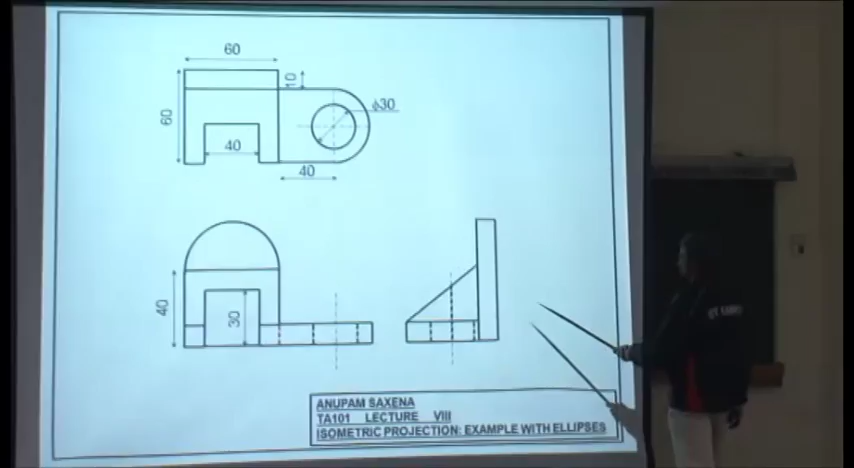 60
10
60
ϕ30
40
40
40
30
ANUPAM SAXENA
TA101 LECTURE VIII
ISOMETRIC PROJECTION: EXAMPLE WITH ELLIPSES